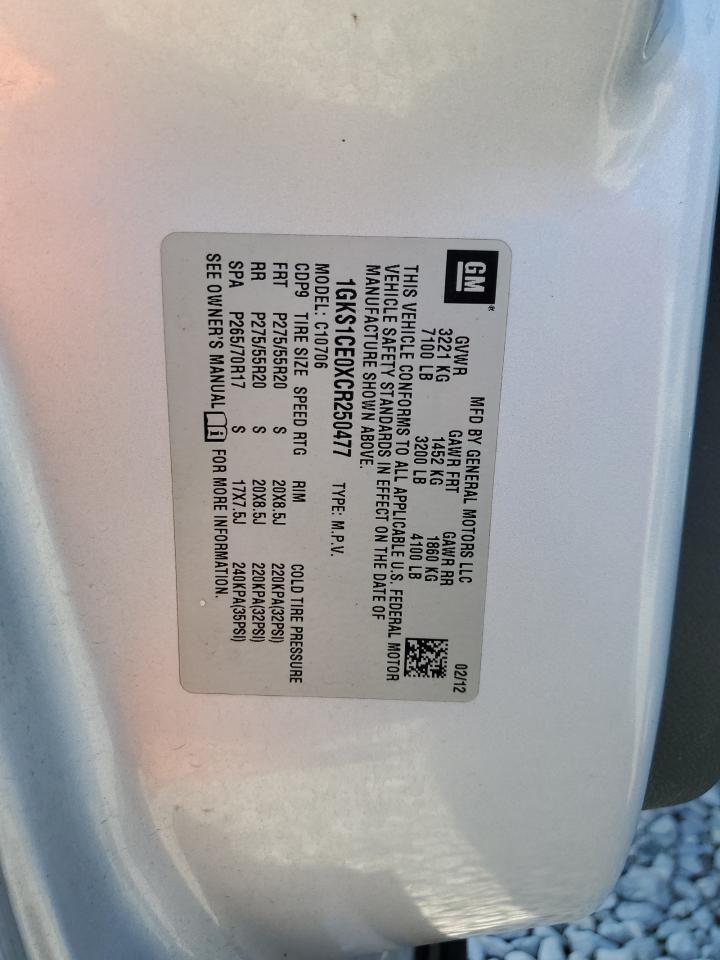 GM®
MFD BY GENERAL MOTORS LLC 02/12
GVWR GAWR FRT GAWR RR
3221 KG 1452 KG 1860 KG
7100 LB 3200 LB 4100 LB
THIS VEHICLE CONFORMS TO ALL APPLICABLE U.S. FEDERAL MOTOR
VEHICLE SAFETY STANDARDS IN EFFECT ON THE DATE OF
MANUFACTURE SHOWN ABOVE.
1GKS1CE0XCR250477 TYPE: M.P.V.
MODEL: C10706
CDP9 TIRE SIZE SPEED RTG RIM COLD TIRE PRESSURE
FRT P275/55R20 S 20X8.5J 220KPA(32PSI)
RR P275/55R20 S 20X8.5J 220KPA(32PSI)
SPA P265/70R17 S 17X7.5J 240KPA(35PSI)
SEE OWNER'S MANUAL i FOR MORE INFORMATION.